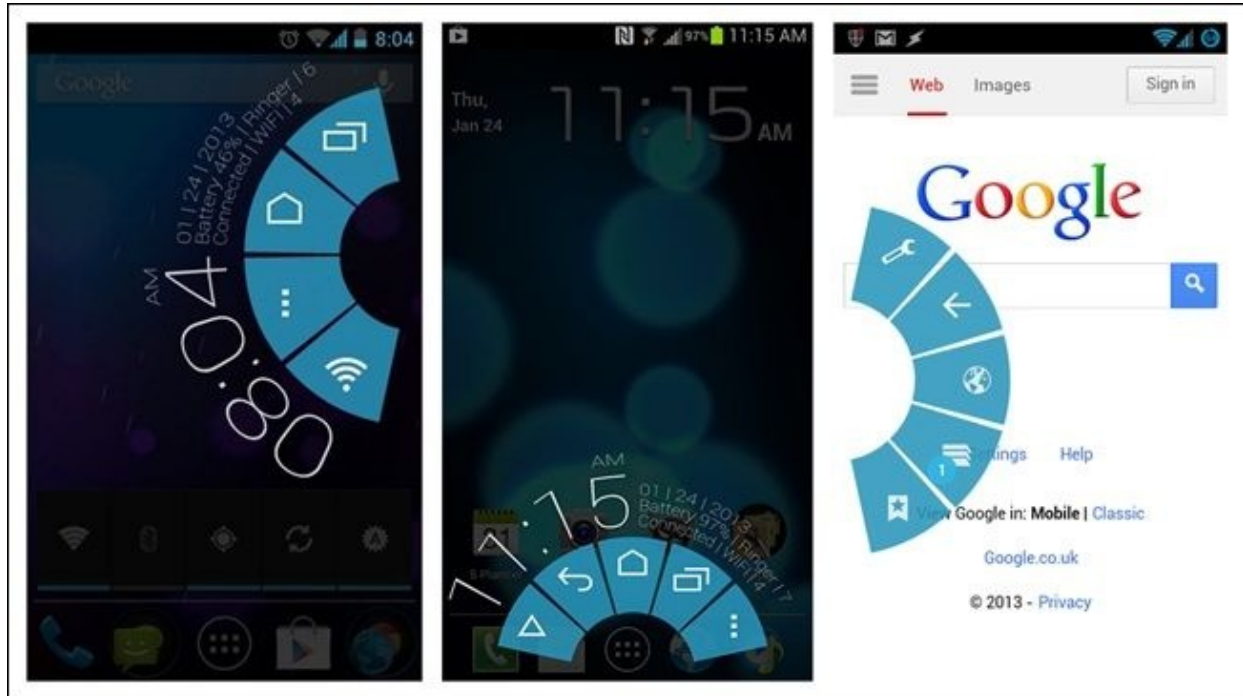 8:04
Google
01 | 24 | 2013
Battery 46% | Ringer | 6
Connected | WiFi | 4
AM
08:04
97% 11:15 AM
Thu,
Jan 24
11:15 AM
AM
11:15
01 | 24 | 2013
Battery 97% | Ringer | 7
Connected | WiFi | 4
31
Web Images Sign in
Google
1
Settings Help
View Google in: Mobile | Classic
Google.co.uk
© 2013 - Privacy